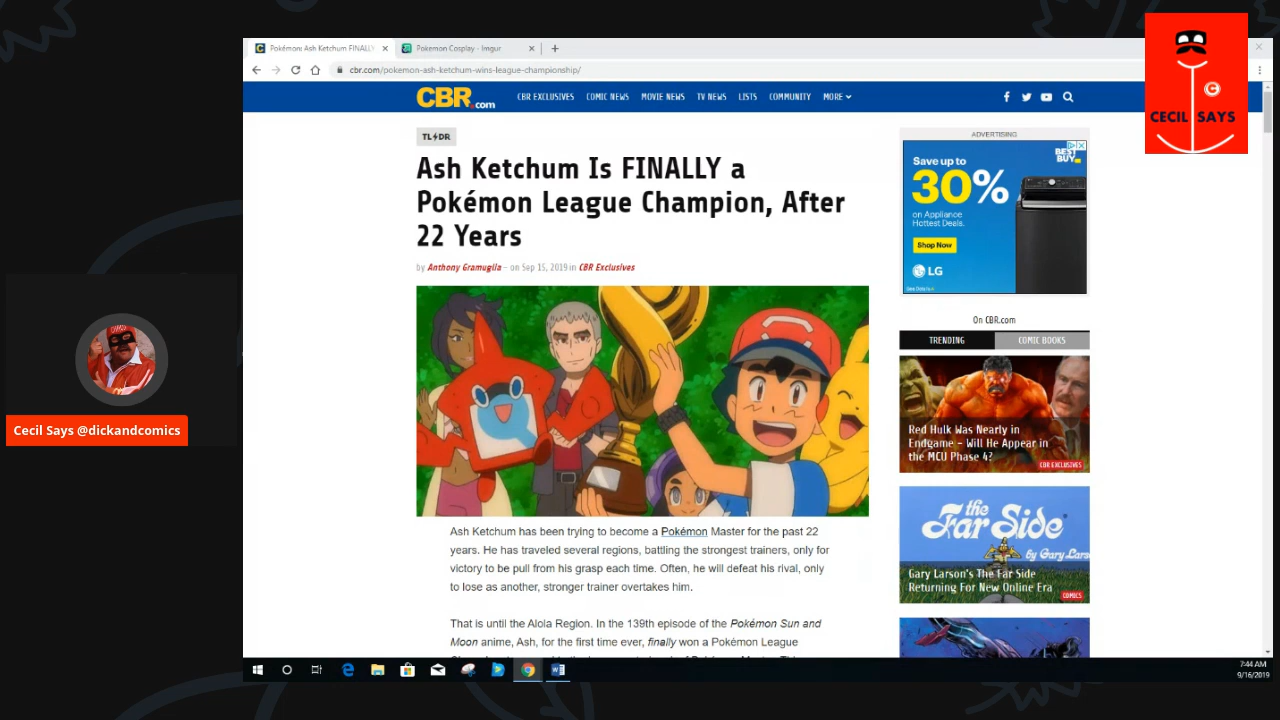 Pokémon: Ash Ketchum FINALLY
Pokemon Cosplay - Imgur
cbr.com/pokemon-ash-ketchum-wins-league-championship/
CBR.com
CBR EXCLUSIVES COMIC NEWS MOVIE NEWS TV NEWS LISTS COMMUNITY MORE
CECIL SAYS
C
TL DR
Ash Ketchum Is FINALLY a
Pokémon League Champion, After
22 Years
by Anthony Gramuglia – on Sep 15, 2019 in CBR Exclusives
Ash Ketchum has been trying to become a Pokémon Master for the past 22
years. He has traveled several regions, battling the strongest trainers, only for
victory to be pull from his grasp each time. Often, he will defeat his rival, only
to lose as another, stronger trainer overtakes him.
That is until the Alola Region. In the 139th episode of the Pokémon Sun and
Moon anime, Ash, for the first time ever, finally won a Pokémon League
ADVERTISING
BEST BUY
Save up to
30%
on Appliance
Hottest Deals.
Shop Now
LG
On CBR.com
TRENDING COMIC BOOKS
Red Hulk Was Nearly in
Endgame – Will He Appear in
the MCU Phase 4?
CBR EXCLUSIVES
the
Far Side
by Gary Lars
Gary Larson's The Far Side
Returning For New Online Era
COMICS
Cecil Says @dickandcomics
7:44 AM
9/16/2019